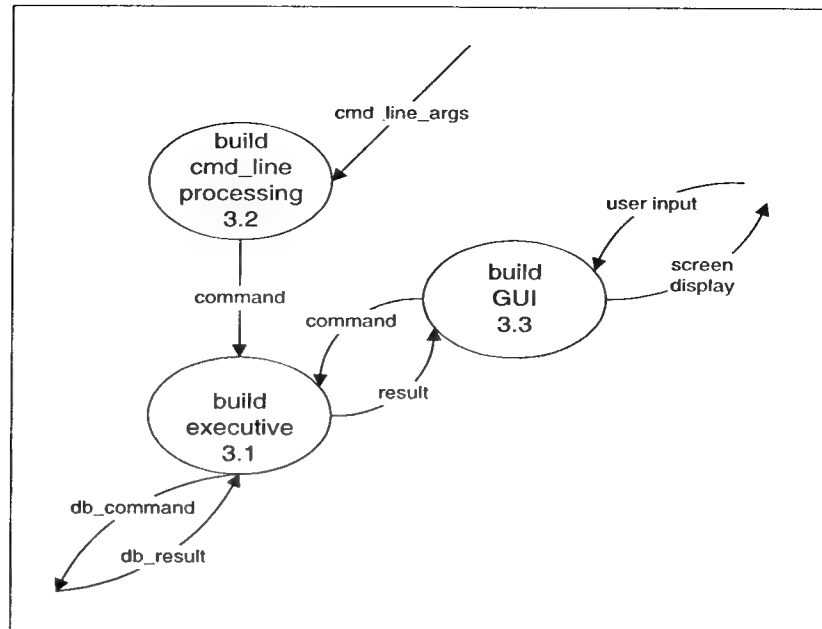 cmd_line_args
build
cmd_line
processing
3.2
user input
screen
display
build
GUI
3.3
command
command
result
build
executive
3.1
db_command
db_result